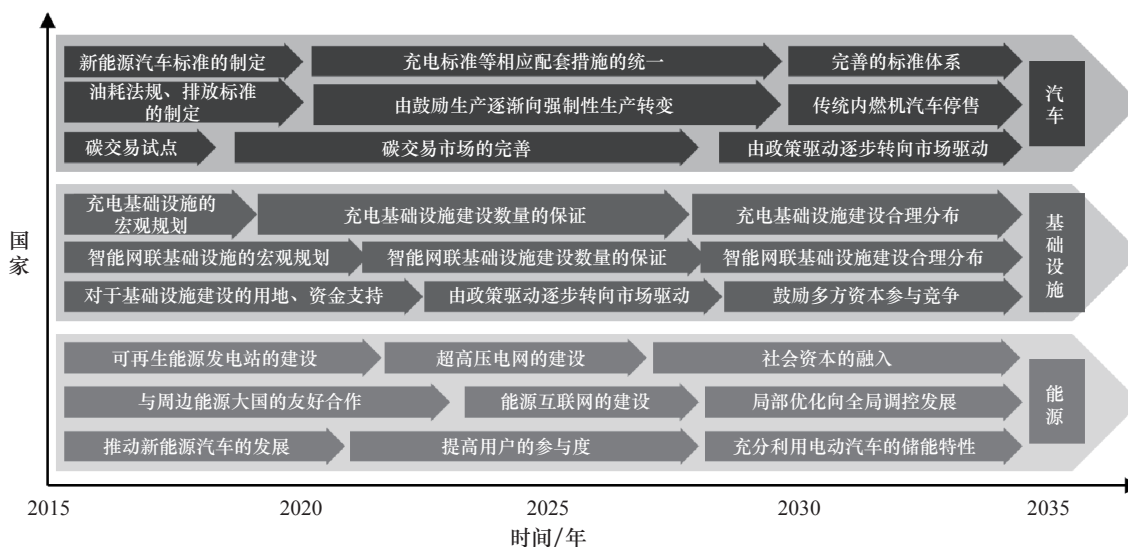 新能源汽车标准的制定
充电标准等相应配套措施的统一
完善的标准体系
油耗法规、排放标准
的制定
由鼓励生产逐渐向强制性生产转变
传统内燃机汽车停售
碳交易试点
碳交易市场的完善
由政策驱动逐步转向市场驱动
汽车
充电基础设施的
宏观规划
充电基础设施建设数量的保证
充电基础设施建设合理分布
智能网联基础设施的宏观规划
智能网联基础设施建设数量的保证
智能网联基础设施建设合理分布
对于基础设施建设的用地、资金支持
由政策驱动逐步转向市场驱动
鼓励多方资本参与竞争
基础设施
国家
可再生能源发电站的建设
超高压电网的建设
社会资本的融入
与周边能源大国的友好合作
能源互联网的建设
局部优化向全局调控发展
推动新能源汽车的发展
提高用户的参与度
充分利用电动汽车的储能特性
能源
2015
2020
2025
2030
2035
时间/年